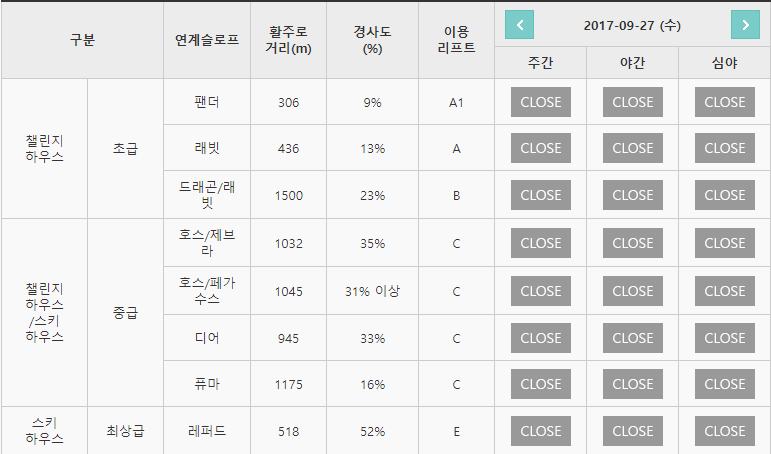 구분 연계슬로프 활주로 거리(m) 경사도 (%) 이용 리프트 2017-09-27 (수)
주간 야간 심야
챌린지 하우스 초급 팬더 306 9% A1 CLOSE CLOSE CLOSE
래빗 436 13% A CLOSE CLOSE CLOSE
드래곤/래빗 1500 23% B CLOSE CLOSE CLOSE
챌린지 하우스 /스키 하우스 중급 호스/제브라 1032 35% C CLOSE CLOSE CLOSE
호스/페가수스 1045 31% 이상 C CLOSE CLOSE CLOSE
디어 945 33% C CLOSE CLOSE CLOSE
퓨마 1175 16% C CLOSE CLOSE CLOSE
스키 하우스 최상급 레퍼드 518 52% E CLOSE CLOSE CLOSE